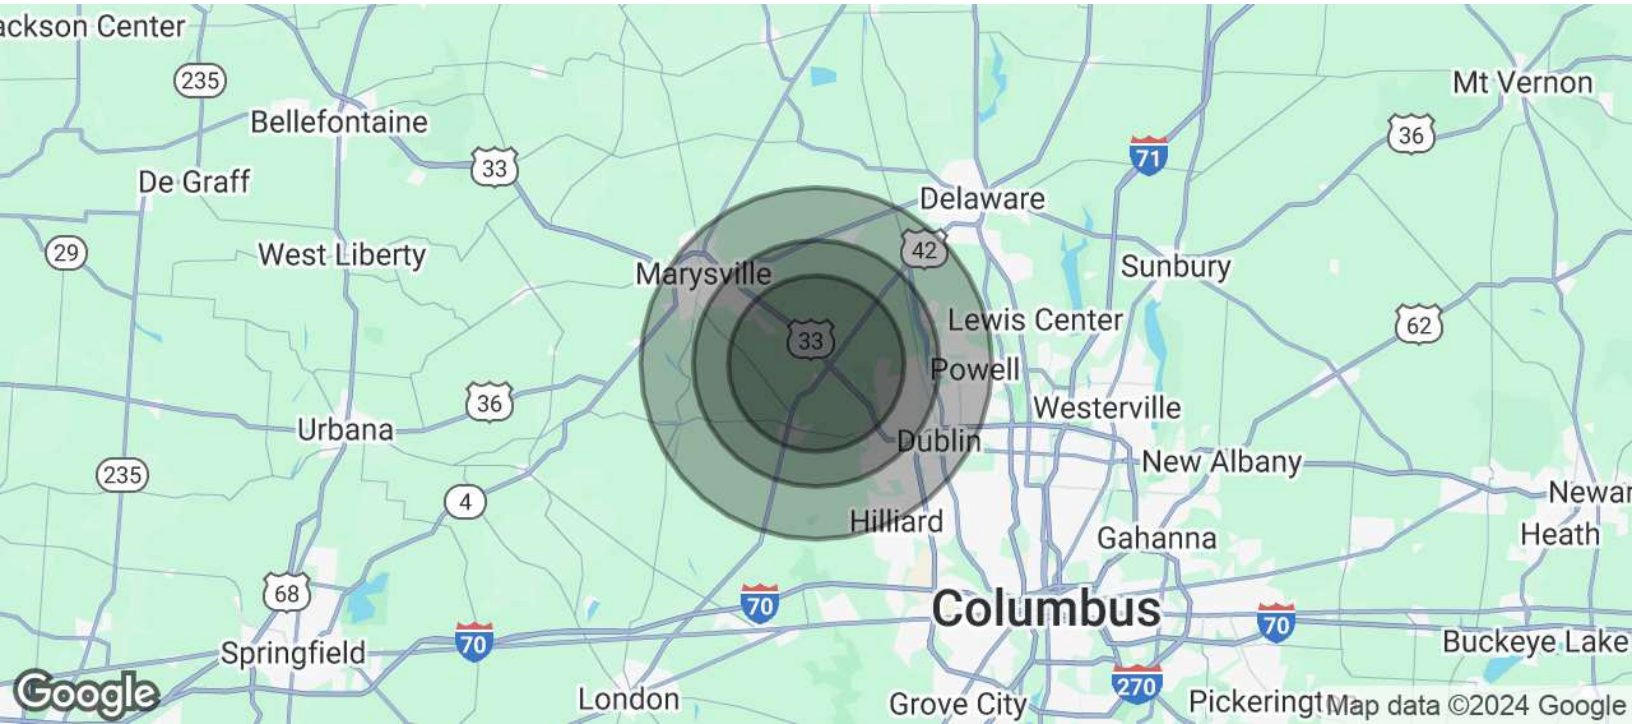 ackson Center
235
Mt Vernon
Bellefontaine
36
71
33
De Graff
Delaware
29
42
West Liberty
Sunbury
Marysville
Lewis Center
62
33
Powell
36
Westerville
Urbana
Dublin
New Albany
235
Newar
4
Hilliard
Heath
Gahanna
68
70
Columbus
70
70
Buckeye Lake
Springfield
270
Google
London
Grove City
Pickeringt
Map data ©2024 Google